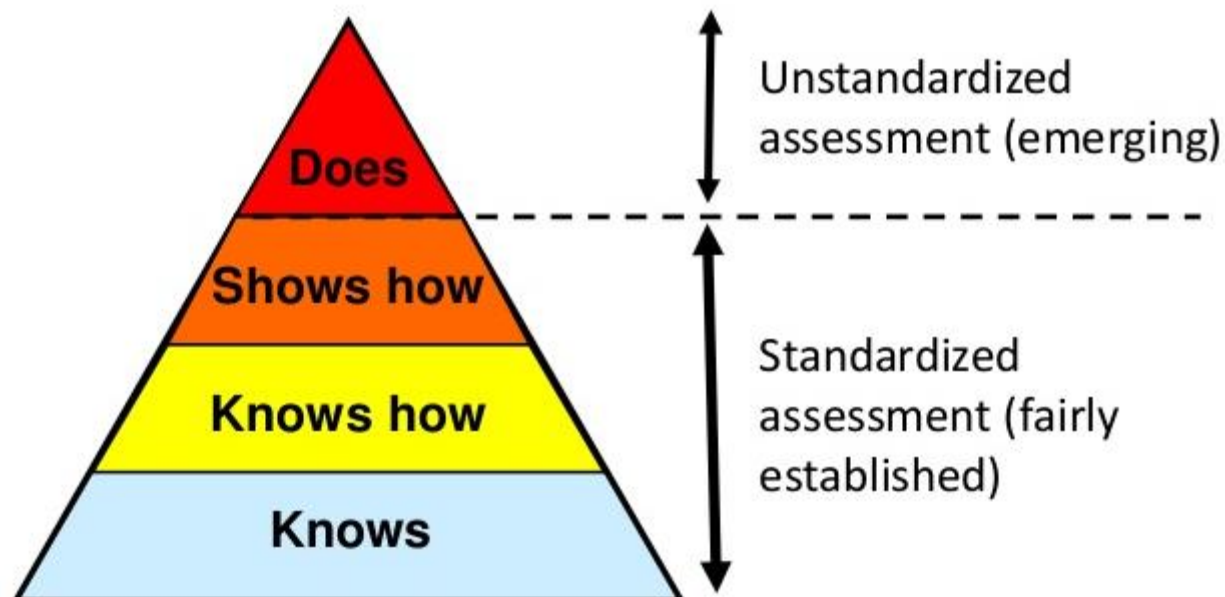 Does
Shows how
Knows how
Knows
Unstandardized
assessment (emerging)
Standardized
assessment (fairly
established)